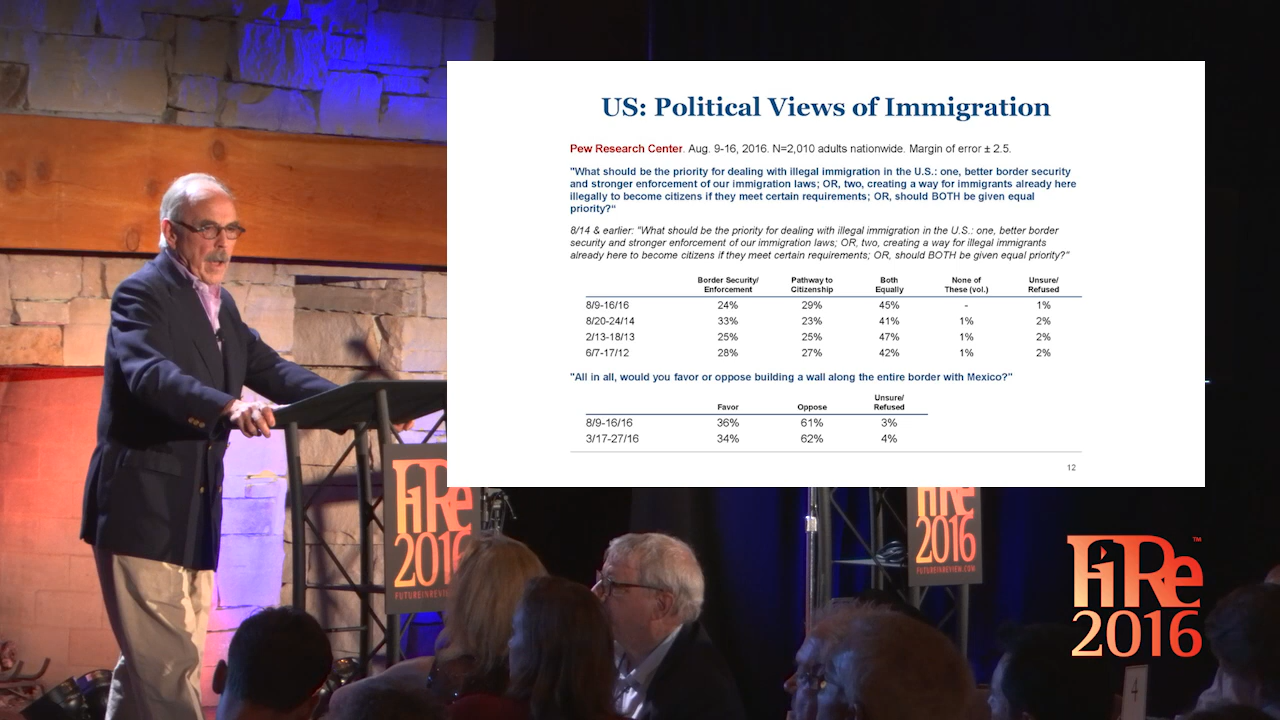 US: Political Views of Immigration
Pew Research Center. Aug. 9-16, 2016. N=2,010 adults nationwide. Margin of error ± 2.5.
"What should be the priority for dealing with illegal immigration in the U.S.: one, better border security
and stronger enforcement of our immigration laws; OR, two, creating a way for immigrants already here
illegally to become citizens if they meet certain requirements; OR, should BOTH be given equal
priority?"
8/14 & earlier: "What should be the priority for dealing with illegal immigration in the U.S.: one, better border
security and stronger enforcement of our immigration laws; OR, two, creating a way for illegal immigrants
already here to become citizens if they meet certain requirements; OR, should BOTH be given equal priority?"
Border Security/ Pathway to Both None of Unsure/
Enforcement Citizenship Equally These (vol.) Refused
8/9-16/16 24% 29% 45% - 1%
8/20-24/14 33% 23% 41% 1% 2%
2/13-18/13 25% 25% 47% 1% 2%
6/7-17/12 28% 27% 42% 1% 2%
"All in all, would you favor or oppose building a wall along the entire border with Mexico?"
Unsure/
Favor Oppose Refused
8/9-16/16 36% 61% 3%
3/17-27/16 34% 62% 4%
12
FiRe
2016
FUTUREINREVIEW.COM
FiRe
2016
FUTUREINREVIEW.COM
FiRe™
2016
4